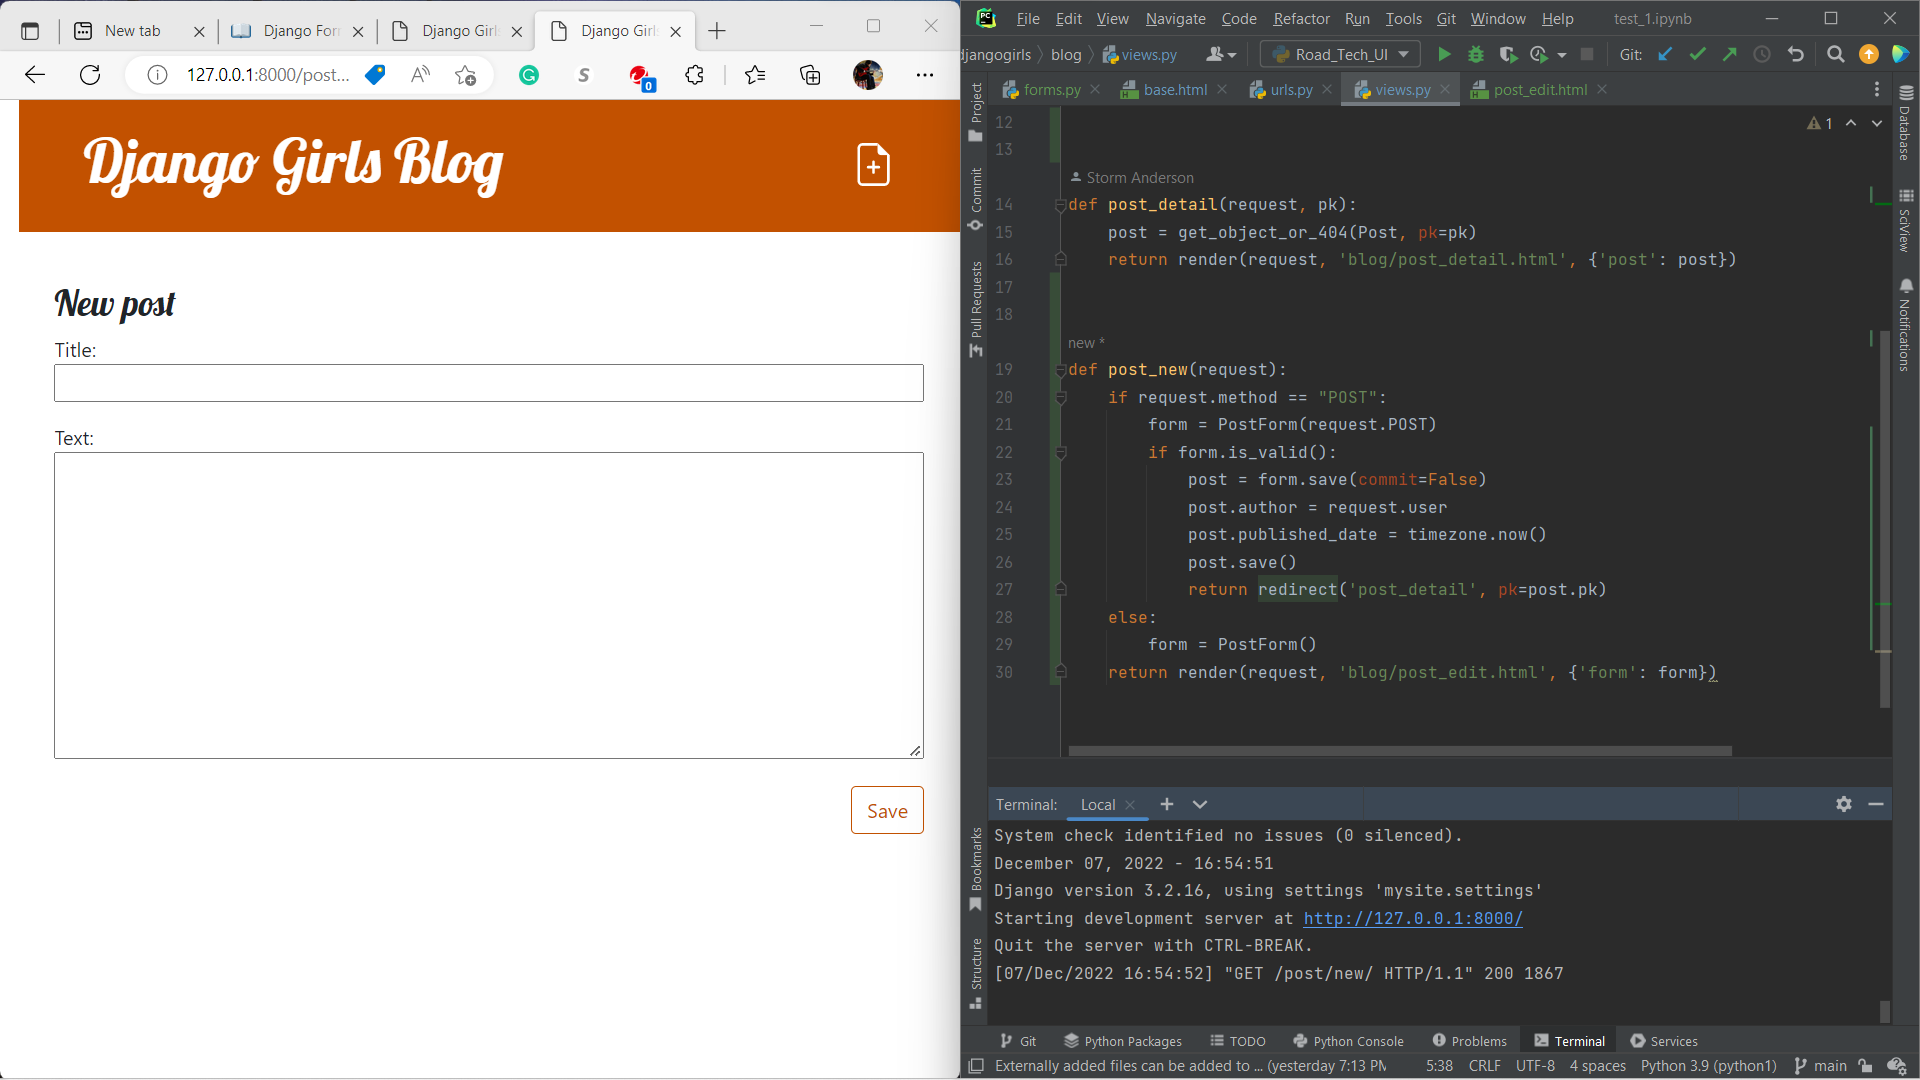 New tab
Django For
Django Girl
Django Girl
127.0.0.1:8000/post...
0
Django Girls Blog
New post
Title:
Text:
Save
PC
File Edit View Navigate Code Refactor Run Tools Git Window Help test_1.ipynb
djangogirls blog views.py Road_Tech_UI Git:
forms.py base.html urls.py views.py post_edit.html
Project
Commit
Pull Requests
Bookmarks
Structure
Database
SciView
Notifications
1
12
13
Storm Anderson
14 def post_detail(request, pk):
15 post = get_object_or_404(Post, pk=pk)
16 return render(request, 'blog/post_detail.html', {'post': post})
17
18
new *
19 def post_new(request):
20 if request.method == "POST":
21 form = PostForm(request.POST)
22 if form.is_valid():
23 post = form.save(commit=False)
24 post.author = request.user
25 post.published_date = timezone.now()
26 post.save()
27 return redirect('post_detail', pk=post.pk)
28 else:
29 form = PostForm()
30 return render(request, 'blog/post_edit.html', {'form': form})
Terminal: Local
System check identified no issues (0 silenced).
December 07, 2022 - 16:54:51
Django version 3.2.16, using settings 'mysite.settings'
Starting development server at http://127.0.0.1:8000/
Quit the server with CTRL-BREAK.
[07/Dec/2022 16:54:52] "GET /post/new/ HTTP/1.1" 200 1867
Git Python Packages TODO Python Console Problems Terminal Services
Externally added files can be added to ... (yesterday 7:13 PM 5:38 CRLF UTF-8 4 spaces Python 3.9 (python1) main